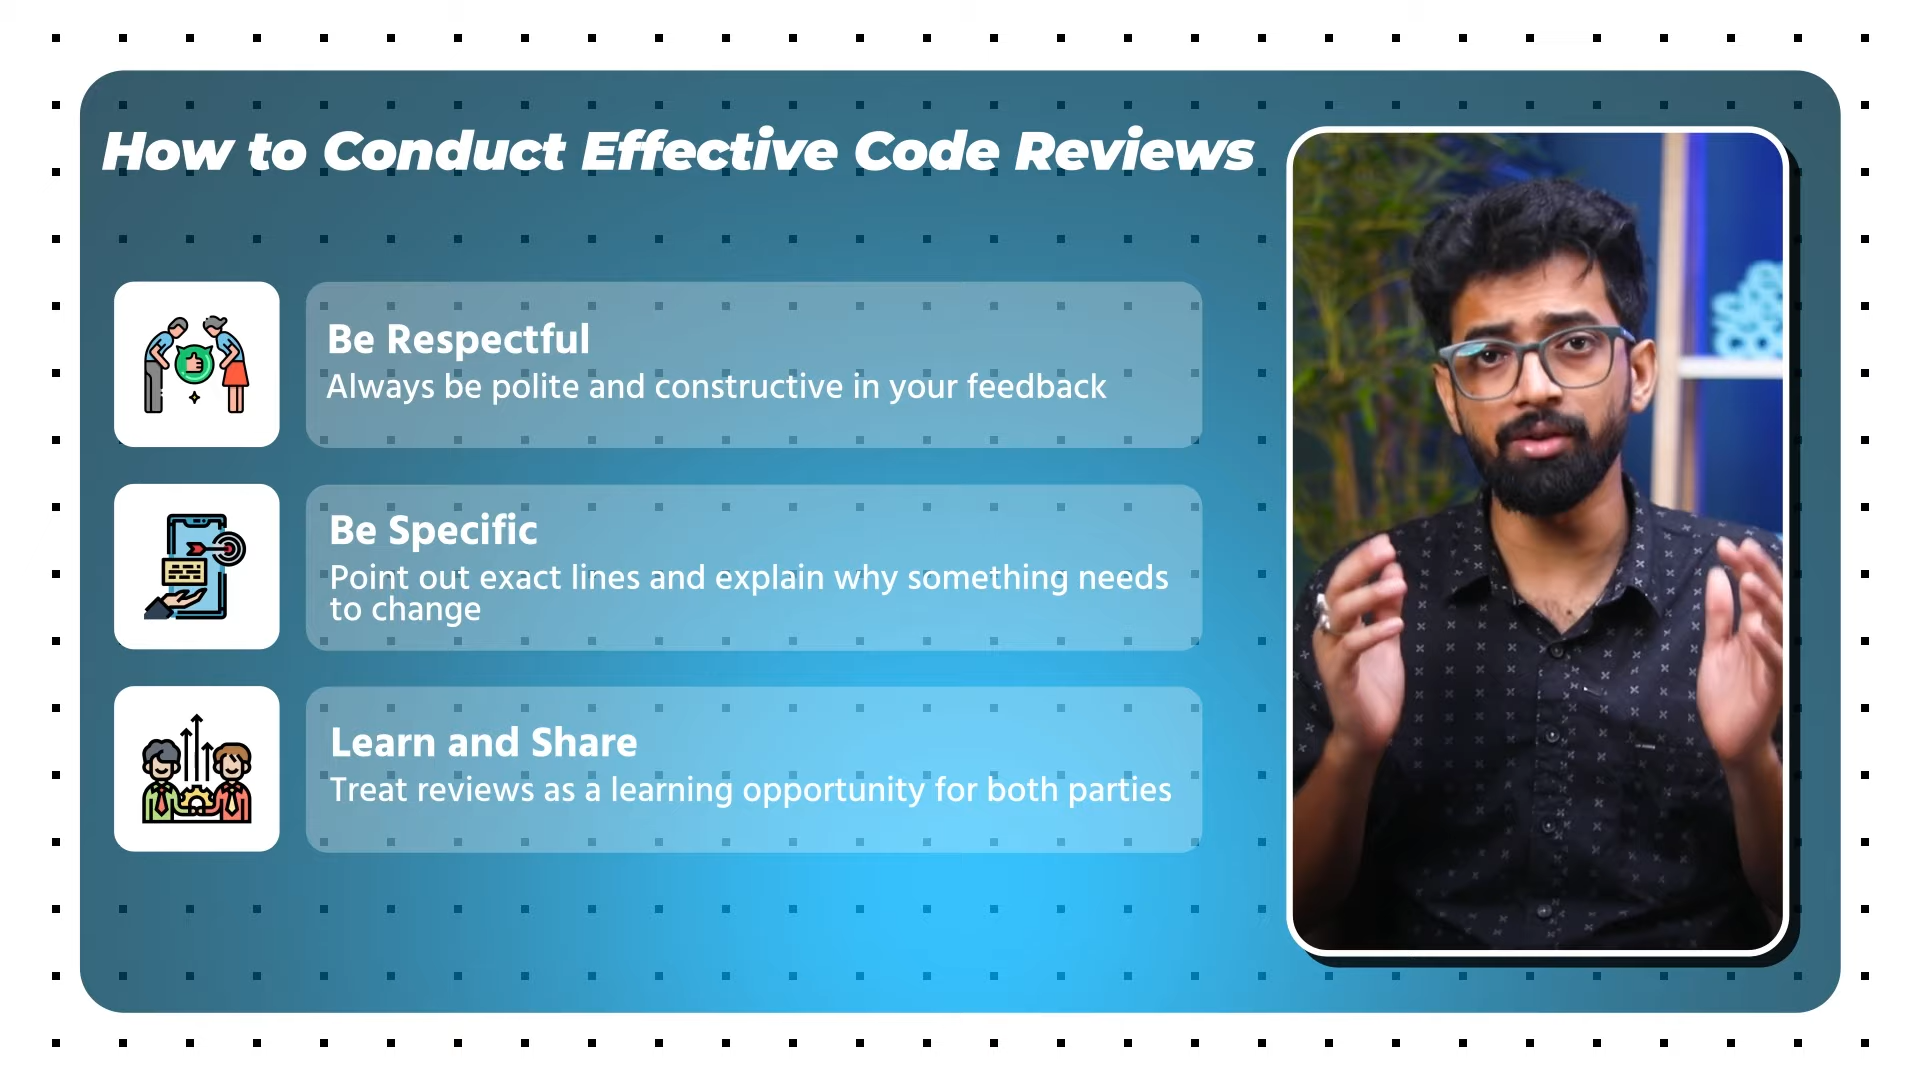 How to Conduct Effective Code Reviews
Be Respectful
Always be polite and constructive in your feedback
Be Specific
Point out exact lines and explain why something needs
to change
Learn and Share
Treat reviews as a learning opportunity for both parties